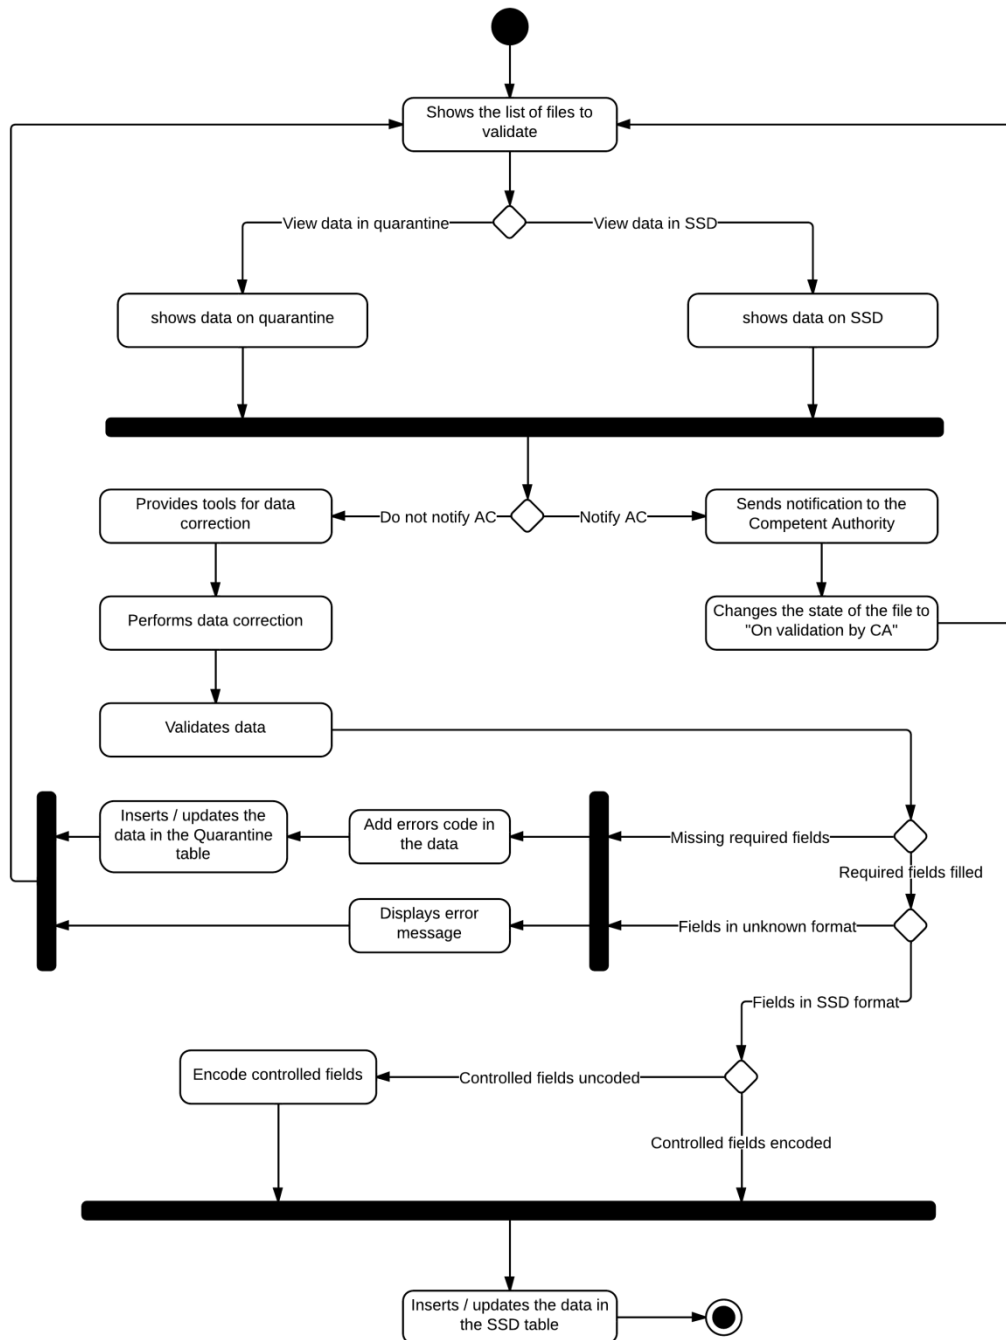 Shows the list of files to
validate
View data in quarantine
View data in SSD
shows data on quarantine
shows data on SSD
Provides tools for data
correction
Do not notify AC
Notify AC
Sends notification to the
Competent Authority
Performs data correction
Changes the state of the file to
"On validation by CA"
Validates data
Inserts / updates the
data in the Quarantine
table
Add errors code in
the data
Missing required fields
Required fields filled
Displays error
message
Fields in unknown format
Fields in SSD format
Encode controlled fields
Controlled fields uncoded
Controlled fields encoded
Inserts / updates the data in
the SSD table